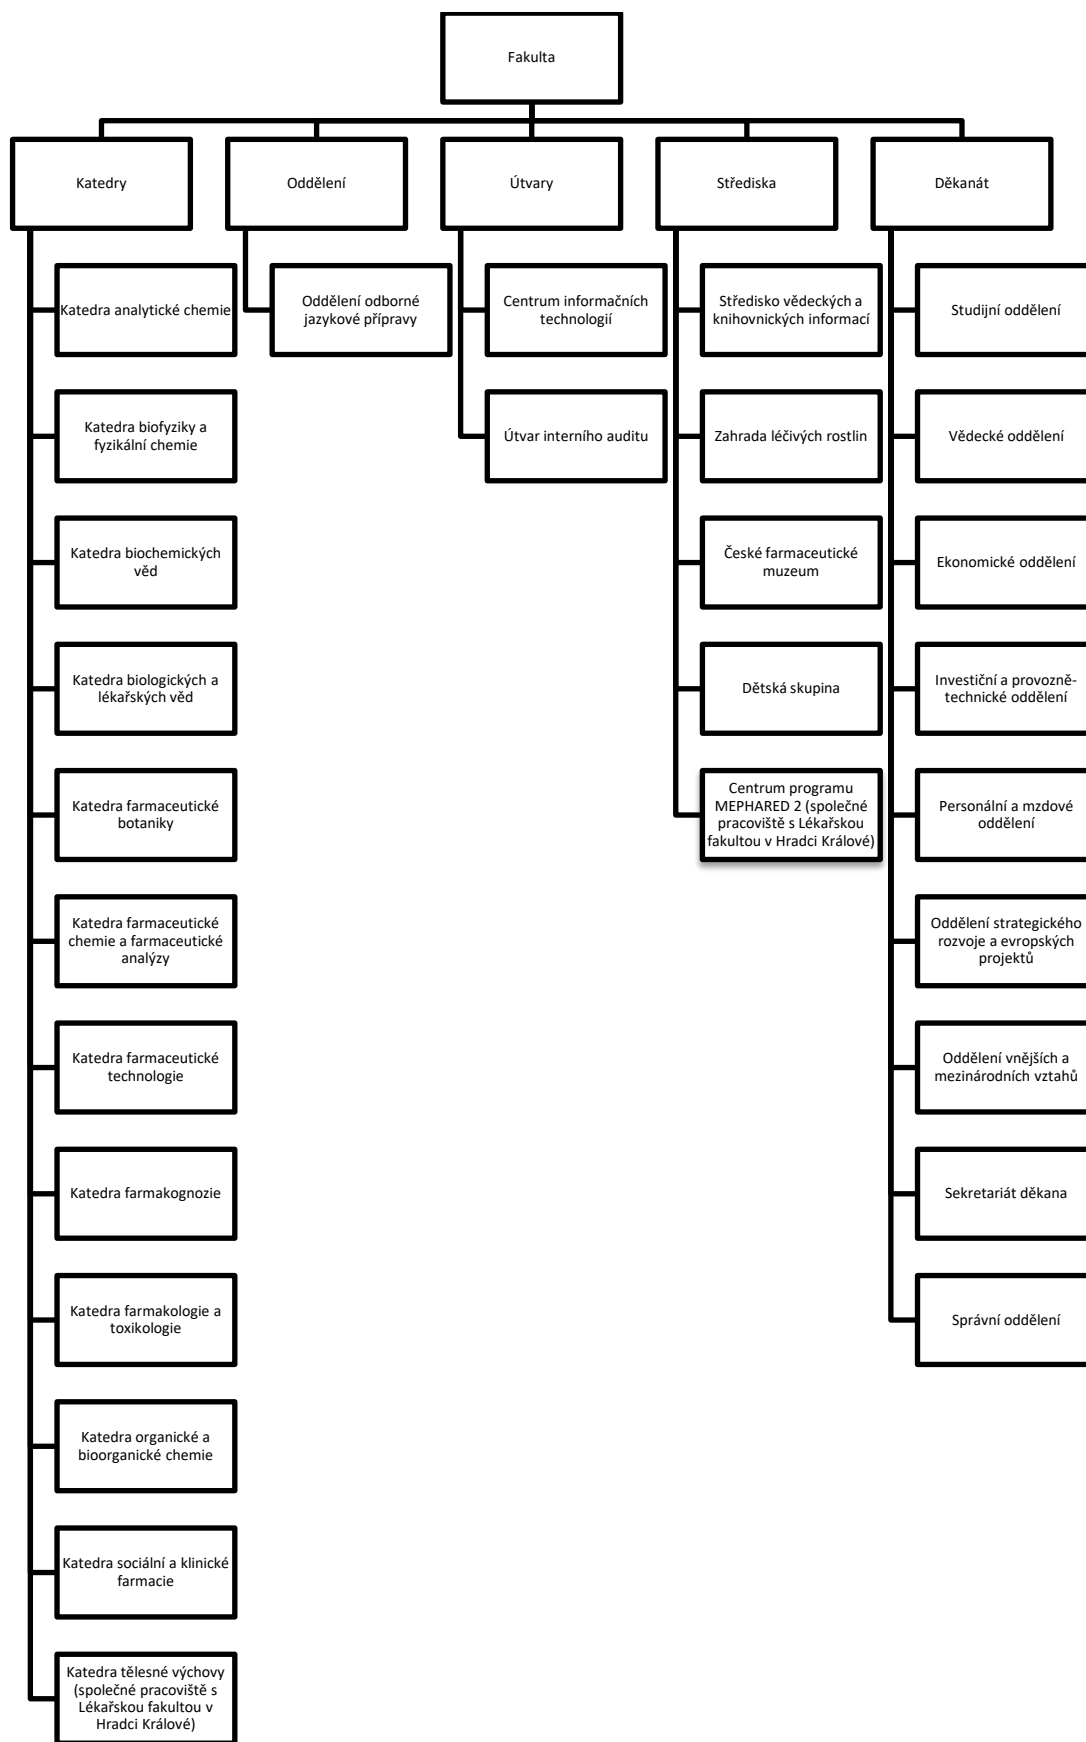 Fakulta
Katedry
Oddělení
Útvary
Střediska
Děkanát
Katedra analytické chemie
Katedra biofyziky a
fyzikální chemie
Katedra biochemických
věd
Katedra biologických a
lékařských věd
Katedra farmaceutické
botaniky
Katedra farmaceutické
chemie a farmaceutické
analýzy
Katedra farmaceutické
technologie
Katedra farmakognozie
Katedra farmakologie a
toxikologie
Katedra organické a
bioorganické chemie
Katedra sociální a klinické
farmacie
Katedra tělesné výchovy
(společné pracoviště s
Lékařskou fakultou v
Hradci Králové)
Oddělení odborné
jazykové přípravy
Centrum informačních
technologií
Útvar interního auditu
Středisko vědeckých a
knihovnických informací
Zahrada léčivých rostlin
České farmaceutické
muzeum
Dětská skupina
Centrum programu
MEPHARED 2 (společné
pracoviště s Lékařskou
fakultou v Hradci Králové)
Studijní oddělení
Vědecké oddělení
Ekonomické oddělení
Investiční a provozně-
technické oddělení
Personální a mzdové
oddělení
Oddělení strategického
rozvoje a evropských
projektů
Oddělení vnějších a
mezinárodních vztahů
Sekretariát děkana
Správní oddělení